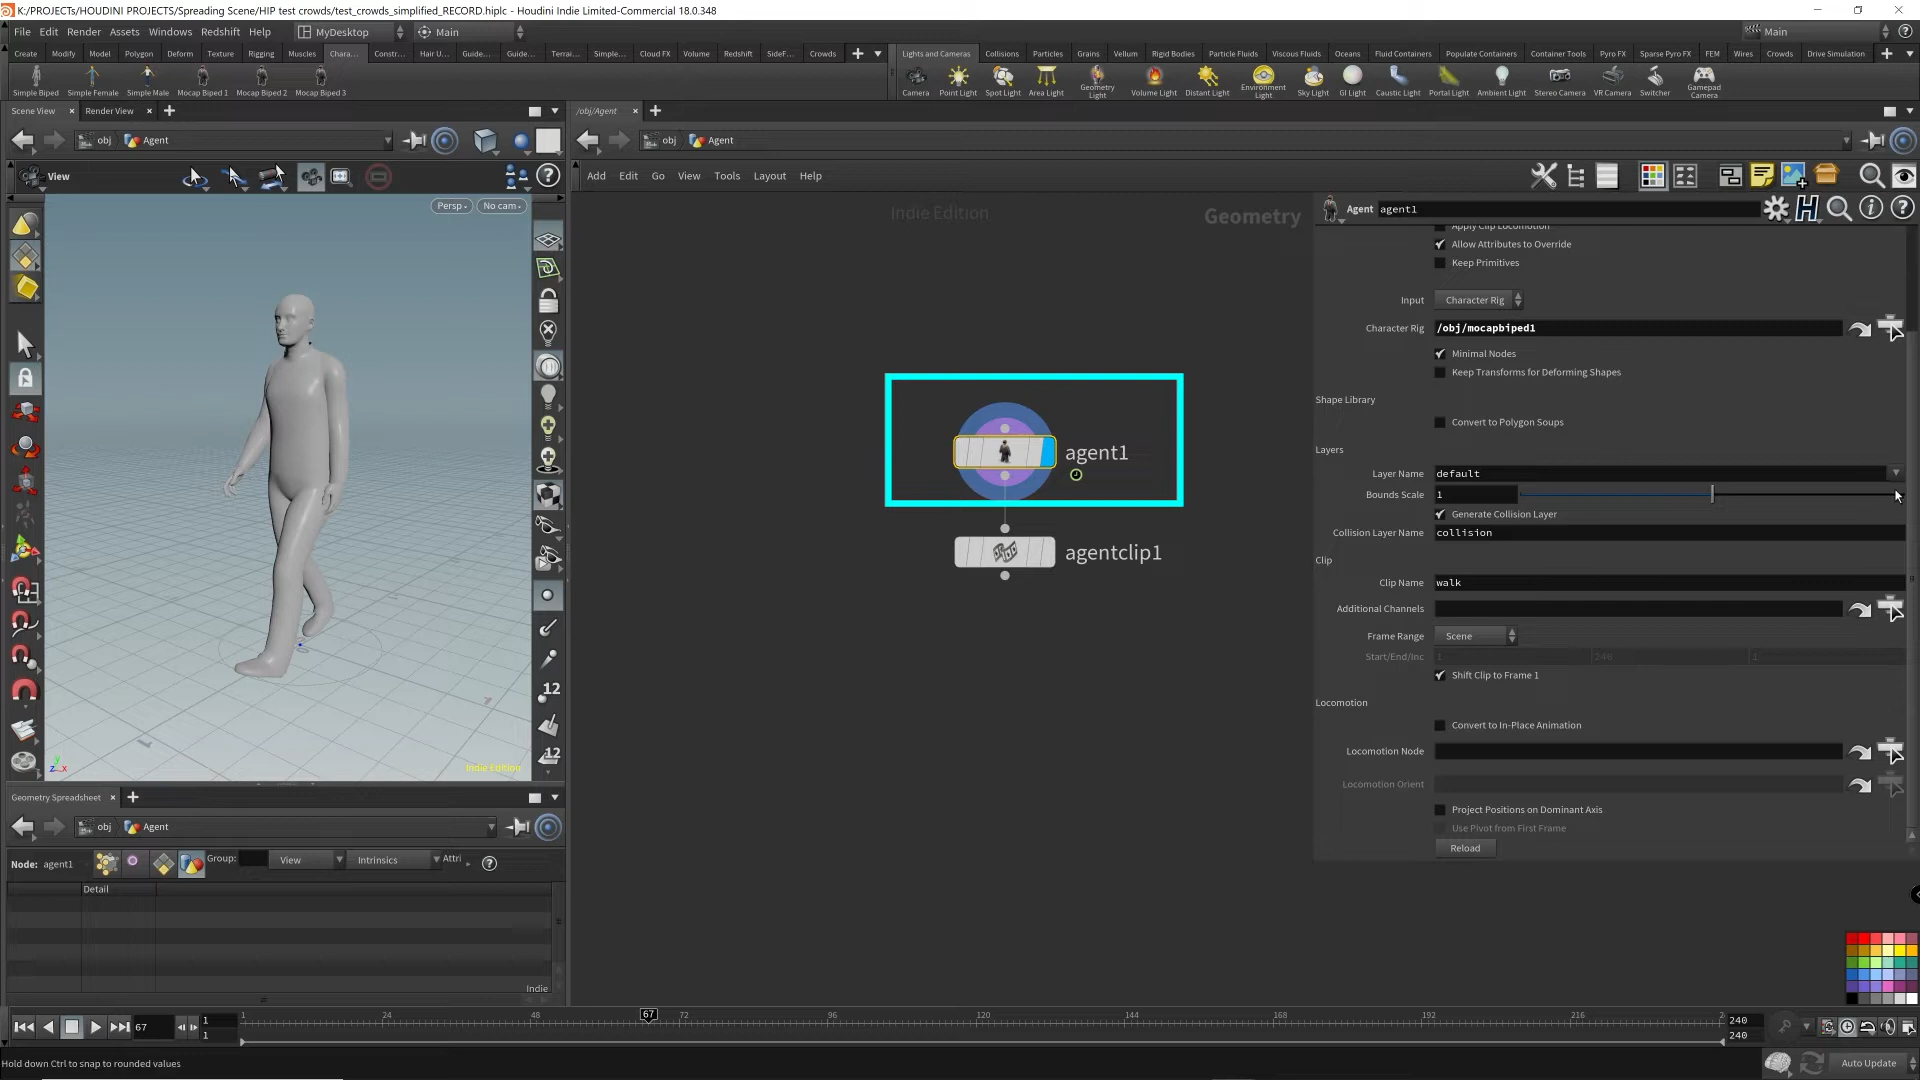 K:/PROJECTs/HOUDINI PROJECTS/Spreading Scene/HIP test crowds/test_crowds_simplified_RECORD.hiplc - Houdini Indie Limited-Commercial 18.0.348
File Edit Render Assets Windows Redshift Help MyDesktop Main Main
Create Modify Model Polygon Deform Texture Rigging Muscles Chara... Constr... Hair U... Guide... Guide... Terrai... Simple... Cloud FX Volume Redshift SideF... Crowds
Lights and Cameras Collisions Particles Grains Vellum Rigid Bodies Particle Fluids Viscous Fluids Oceans Fluid Containers Populate Containers Container Tools Pyro FX Sparse Pyro FX FEM Wires Crowds Drive Simulation
Simple Biped Simple Female Simple Male Mocap Biped 1 Mocap Biped 2 Mocap Biped 3
Camera Point Light Spot Light Area Light Geometry Light Volume Light Distant Light Environment Light Sky Light GI Light Caustic Light Portal Light Ambient Light Stereo Camera VR Camera Switcher Gamepad Camera
Scene View Render View
/obj/Agent
obj Agent
obj Agent
View
Add Edit Go View Tools Layout Help
Persp No cam
Indie Edition
Geometry
Agent agent1
Apply Clip Locomotion
Allow Attributes to Override
Keep Primitives
Input Character Rig
Character Rig /obj/mocapbiped1
Minimal Nodes
Keep Transforms for Deforming Shapes
Shape Library
Convert to Polygon Soups
Layers
Layer Name default
Bounds Scale 1
Generate Collision Layer
Collision Layer Name collision
Clip
Clip Name walk
Additional Channels
Frame Range Scene
Start/End/Inc 1 240 1
Shift Clip to Frame 1
Locomotion
Convert to In-Place Animation
Locomotion Node
Locomotion Orient
Project Positions on Dominant Axis
Use Pivot from First Frame
Reload
agent1
agentclip1
12
12
Indie Edition
y
z x
Geometry Spreadsheet
obj Agent
Node: agent1 Group: View Intrinsics Attri
Detail
Indie
67 1 1 24 48 67 72 96 120 144 168 192 216 2 240
1 240
Hold down Ctrl to snap to rounded values
Auto Update